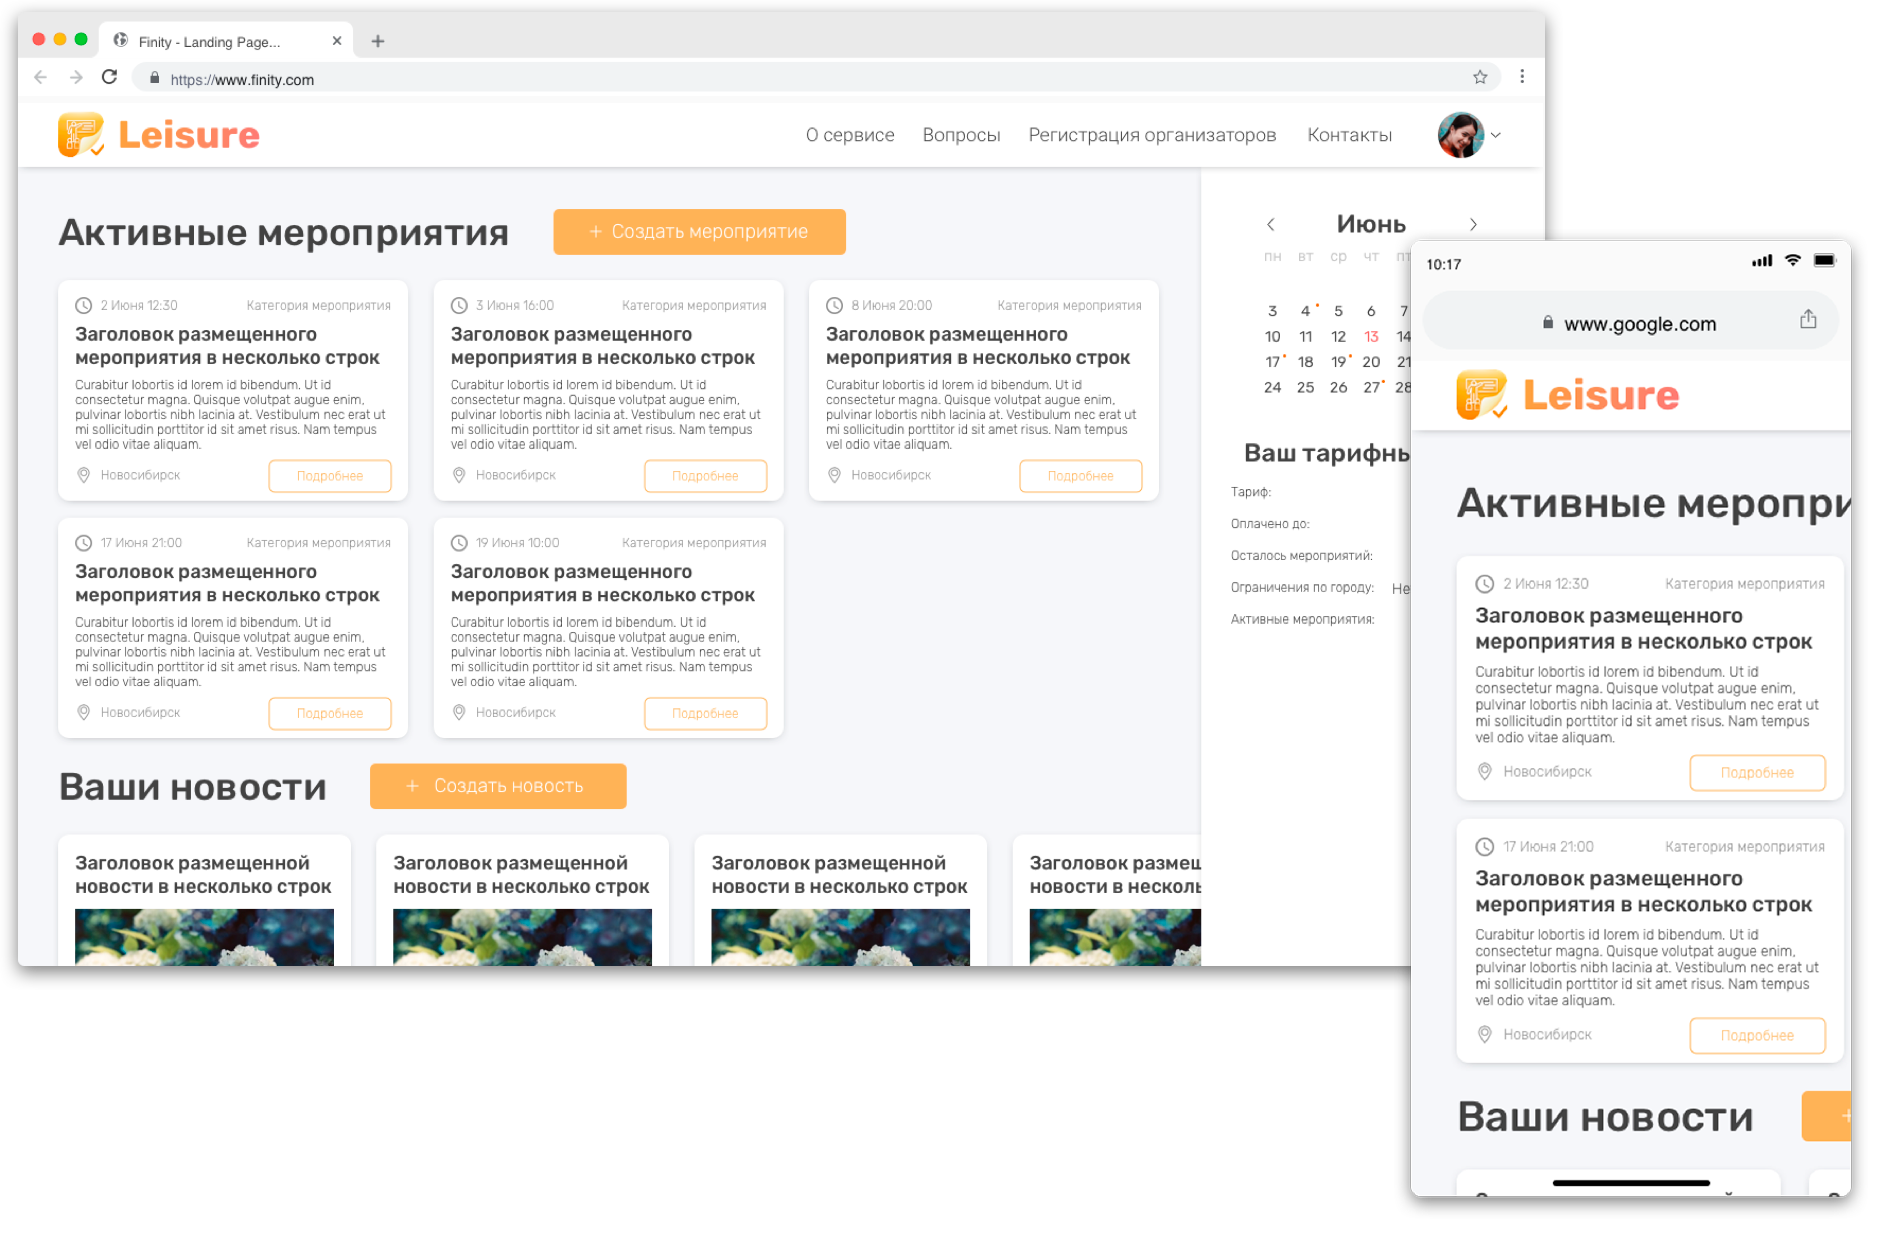 Finity - Landing Page...
https://www.finity.com
Leisure
О сервисе
Вопросы
Регистрация организаторов
Контакты
Активные мероприятия
+ Создать мероприятие
2 Июня 12:30
Категория мероприятия
Заголовок размещенного
мероприятия в несколько строк
Curabitur lobortis id lorem id bibendum. Ut id
consectetur magna. Quisque volutpat augue enim,
pulvinar lobortis nibh lacinia at. Vestibulum nec erat ut
mi sollicitudin porttitor id sit amet risus. Nam tempus
vel odio vitae aliquam.
Новосибирск
Подробнее
3 Июня 16:00
Категория мероприятия
Заголовок размещенного
мероприятия в несколько строк
Curabitur lobortis id lorem id bibendum. Ut id
consectetur magna. Quisque volutpat augue enim,
pulvinar lobortis nibh lacinia at. Vestibulum nec erat ut
mi sollicitudin porttitor id sit amet risus. Nam tempus
vel odio vitae aliquam.
Новосибирск
Подробнее
8 Июня 20:00
Категория мероприятия
Заголовок размещенного
мероприятия в несколько строк
Curabitur lobortis id lorem id bibendum. Ut id
consectetur magna. Quisque volutpat augue enim,
pulvinar lobortis nibh lacinia at. Vestibulum nec erat ut
mi sollicitudin porttitor id sit amet risus. Nam tempus
vel odio vitae aliquam.
Новосибирск
Подробнее
17 Июня 21:00
Категория мероприятия
Заголовок размещенного
мероприятия в несколько строк
Curabitur lobortis id lorem id bibendum. Ut id
consectetur magna. Quisque volutpat augue enim,
pulvinar lobortis nibh lacinia at. Vestibulum nec erat ut
mi sollicitudin porttitor id sit amet risus. Nam tempus
vel odio vitae aliquam.
Новосибирск
Подробнее
19 Июня 10:00
Категория мероприятия
Заголовок размещенного
мероприятия в несколько строк
Curabitur lobortis id lorem id bibendum. Ut id
consectetur magna. Quisque volutpat augue enim,
pulvinar lobortis nibh lacinia at. Vestibulum nec erat ut
mi sollicitudin porttitor id sit amet risus. Nam tempus
vel odio vitae aliquam.
Новосибирск
Подробнее
Ваши новости
+ Создать новость
Заголовок размещенной
новости в несколько строк
Заголовок размещенной
новости в несколько строк
Заголовок размещенной
новости в несколько строк
Заголовок размещ
новости в несколь
Июнь
пн вт ср чт пт
3 4 5 6 7
10 11 12 13 14
17 18 19 20 21
24 25 26 27 28
Ваш тарифны
Тариф:
Оплачено до:
Осталось мероприятий:
Ограничения по городу: Не
Активные мероприятия:
10:17
www.google.com
Leisure
Активные меропри
2 Июня 12:30
Категория мероприятия
Заголовок размещенного
мероприятия в несколько строк
Curabitur lobortis id lorem id bibendum. Ut id
consectetur magna. Quisque volutpat augue enim,
pulvinar lobortis nibh lacinia at. Vestibulum nec erat ut
mi sollicitudin porttitor id sit amet risus. Nam tempus
vel odio vitae aliquam.
Новосибирск
Подробнее
17 Июня 21:00
Категория мероприятия
Заголовок размещенного
мероприятия в несколько строк
Curabitur lobortis id lorem id bibendum. Ut id
consectetur magna. Quisque volutpat augue enim,
pulvinar lobortis nibh lacinia at. Vestibulum nec erat ut
mi sollicitudin porttitor id sit amet risus. Nam tempus
vel odio vitae aliquam.
Новосибирск
Подробнее
Ваши новости
+